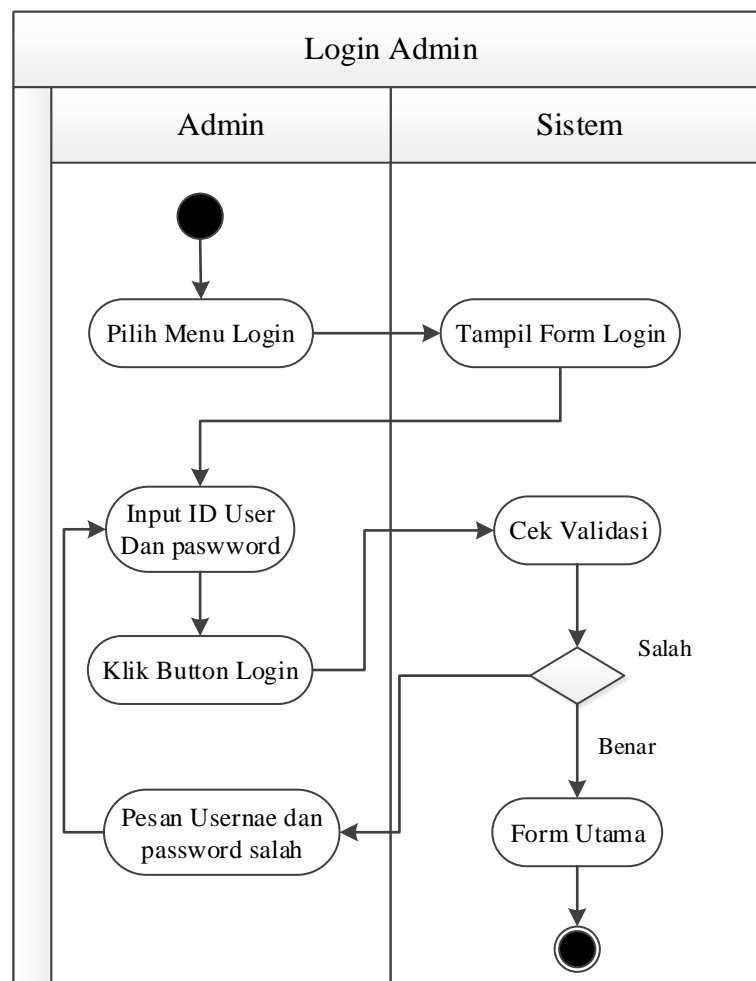 Login Admin
Admin
Sistem
Pilih Menu Login
Tampil Form Login
Input ID User
Dan paswword
Cek Validasi
Klik Button Login
Salah
Benar
Pesan Usernae dan
password salah
Form Utama